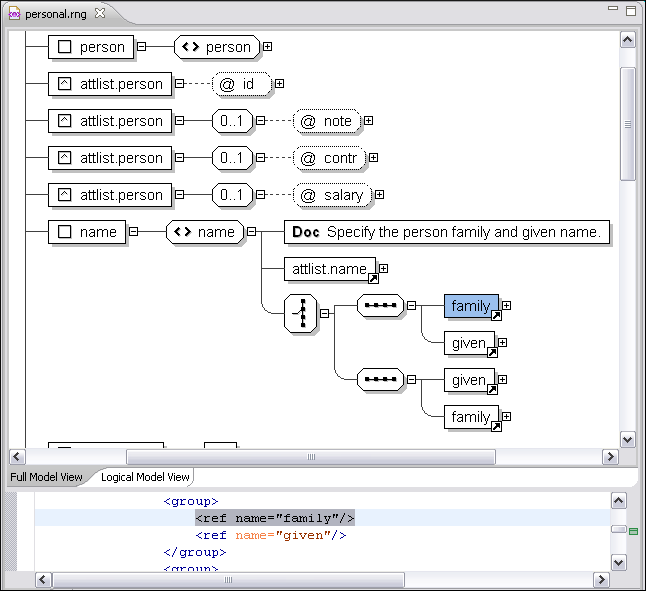 personal.rng
person <> person
attlist.person @ id
attlist.person 0..1 @ note
attlist.person 0..1 @ contr
attlist.person 0..1 @ salary
name <> name Doc Specify the person family and given name.
attlist.name
family
given
given
family
Full Model View Logical Model View
<group>
<ref name="family"/>
<ref name="given"/>
</group>
<group>